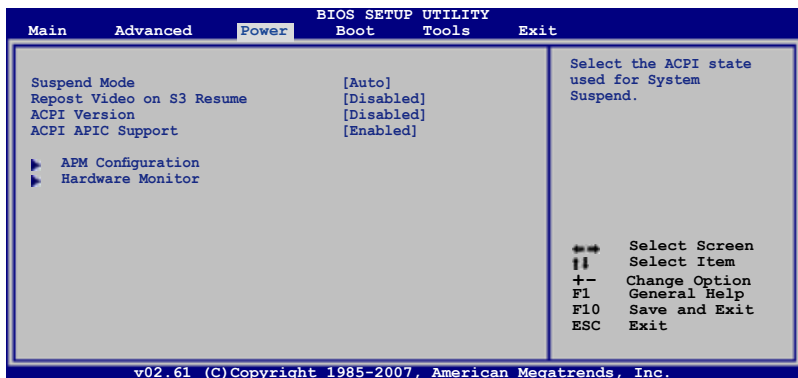 BIOS SETUP UTILITY
Main Advanced Power Boot Tools Exit
Suspend Mode [Auto]
Repost Video on S3 Resume [Disabled]
ACPI Version [Disabled]
ACPI APIC Support [Enabled]
APM Configuration
Hardware Monitor
Select the ACPI state
used for System
Suspend.
Select Screen
Select Item
+- Change Option
F1 General Help
F10 Save and Exit
ESC Exit
v02.61 (C)Copyright 1985-2007, American Megatrends, Inc.